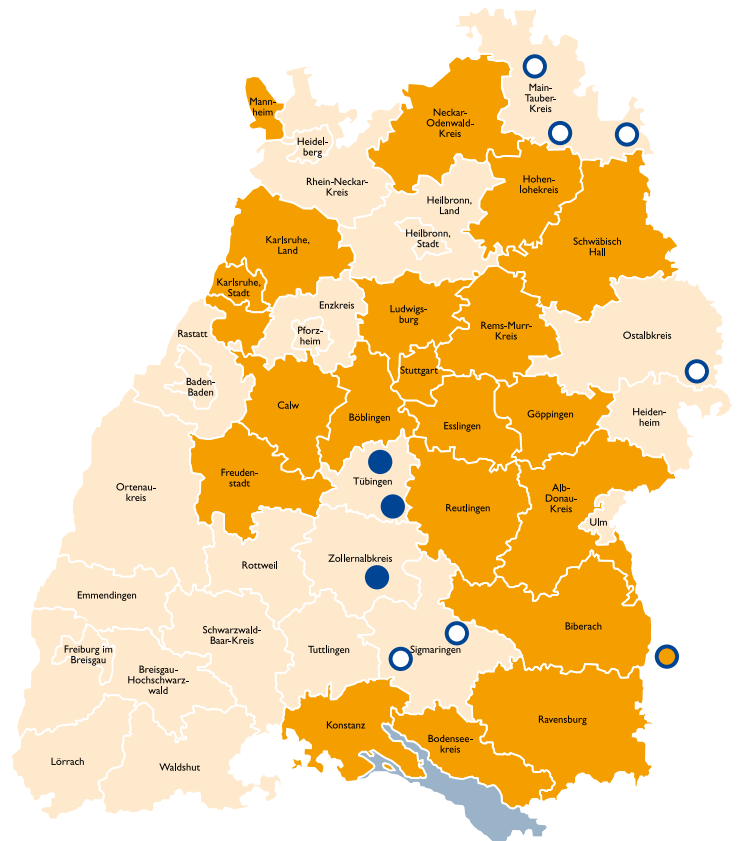 Main-
Tauber-
Kreis
Mann-
heim
Neckar-
Odenwald-
Kreis
Heidel-
berg
Rhein-Neckar-
Kreis
Hohen-
lohekreis
Heilbronn,
Land
Heilbronn,
Stadt
Karlsruhe,
Land
Schwäbisch
Hall
Karlsruhe,
Stadt
Enzkreis
Ludwigs-
burg
Rems-Murr-
Kreis
Rastatt
Pforz-
heim
Ostalbkreis
Baden-
Baden
Stuttgart
Calw
Böblingen
Esslingen
Göppingen
Heiden-
heim
Freuden-
stadt
Tübingen
Ortenau-
kreis
Reutlingen
Alb-
Donau-
Kreis
Ulm
Rottweil
Zollernalbkreis
Emmendingen
Biberach
Schwarzwald-
Baar-Kreis
Freiburg im
Breisgau
Tuttlingen
Sigmaringen
Breisgau-
Hochschwarz-
wald
Konstanz
Ravensburg
Bodensee-
kreis
Lörrach
Waldshut